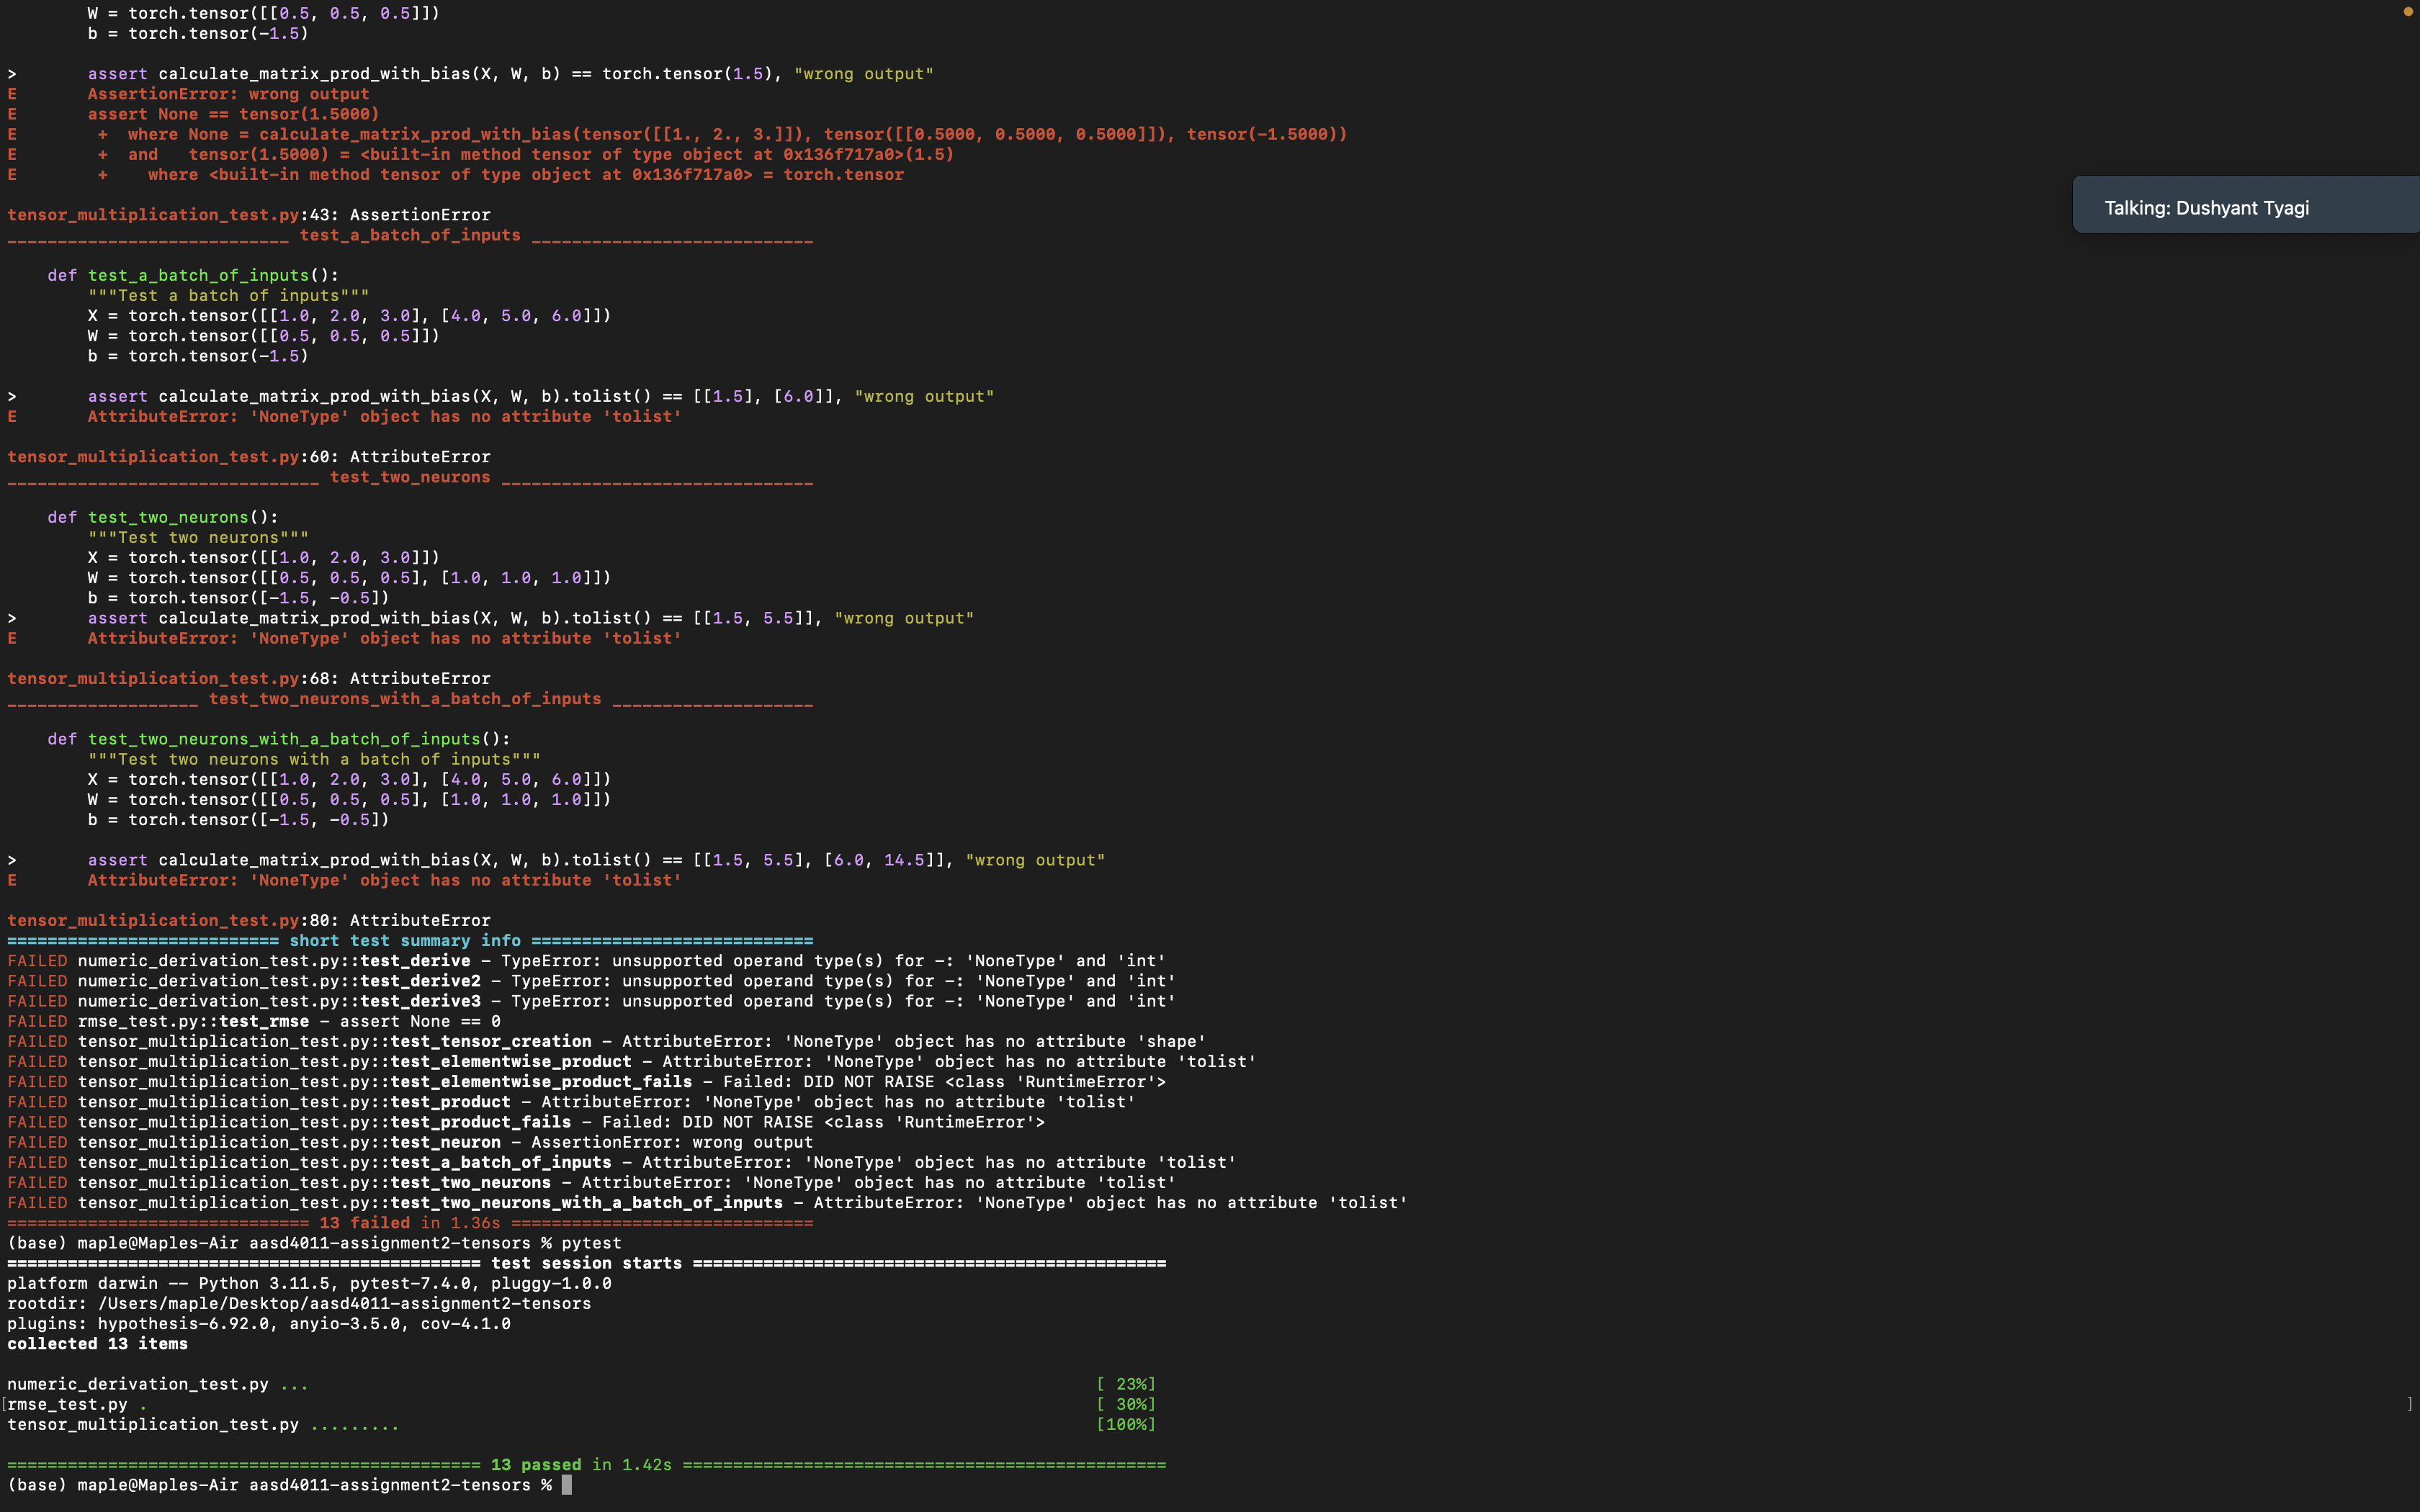 W = torch.tensor([[0.5, 0.5, 0.5]])
        b = torch.tensor(-1.5)
>       assert calculate_matrix_prod_with_bias(X, W, b) == torch.tensor(1.5), "wrong output"
E       AssertionError: wrong output
E       assert None == tensor(1.5000)
E        +  where None = calculate_matrix_prod_with_bias(tensor([[1., 2., 3.]]), tensor([[0.5000, 0.5000, 0.5000]]), tensor(-1.5000))
E        +  and   tensor(1.5000) = <built-in method tensor of type object at 0x136f717a0>(1.5)
E        +    where <built-in method tensor of type object at 0x136f717a0> = torch.tensor
Talking: Dushyant Tyagi
tensor_multiplication_test.py:43: AssertionError
____________________________ test_a_batch_of_inputs ____________________________
    def test_a_batch_of_inputs():
        """Test a batch of inputs"""
        X = torch.tensor([[1.0, 2.0, 3.0], [4.0, 5.0, 6.0]])
        W = torch.tensor([[0.5, 0.5, 0.5]])
        b = torch.tensor(-1.5)
>       assert calculate_matrix_prod_with_bias(X, W, b).tolist() == [[1.5], [6.0]], "wrong output"
E       AttributeError: 'NoneType' object has no attribute 'tolist'
tensor_multiplication_test.py:60: AttributeError
_______________________________ test_two_neurons _______________________________
    def test_two_neurons():
        """Test two neurons"""
        X = torch.tensor([[1.0, 2.0, 3.0]])
        W = torch.tensor([[0.5, 0.5, 0.5], [1.0, 1.0, 1.0]])
        b = torch.tensor([-1.5, -0.5])
>       assert calculate_matrix_prod_with_bias(X, W, b).tolist() == [[1.5, 5.5]], "wrong output"
E       AttributeError: 'NoneType' object has no attribute 'tolist'
tensor_multiplication_test.py:68: AttributeError
___________________ test_two_neurons_with_a_batch_of_inputs ____________________
    def test_two_neurons_with_a_batch_of_inputs():
        """Test two neurons with a batch of inputs"""
        X = torch.tensor([[1.0, 2.0, 3.0], [4.0, 5.0, 6.0]])
        W = torch.tensor([[0.5, 0.5, 0.5], [1.0, 1.0, 1.0]])
        b = torch.tensor([-1.5, -0.5])
>       assert calculate_matrix_prod_with_bias(X, W, b).tolist() == [[1.5, 5.5], [6.0, 14.5]], "wrong output"
E       AttributeError: 'NoneType' object has no attribute 'tolist'
tensor_multiplication_test.py:80: AttributeError
=========================== short test summary info ============================
FAILED numeric_derivation_test.py::test_derive - TypeError: unsupported operand type(s) for -: 'NoneType' and 'int'
FAILED numeric_derivation_test.py::test_derive2 - TypeError: unsupported operand type(s) for -: 'NoneType' and 'int'
FAILED numeric_derivation_test.py::test_derive3 - TypeError: unsupported operand type(s) for -: 'NoneType' and 'int'
FAILED rmse_test.py::test_rmse - assert None == 0
FAILED tensor_multiplication_test.py::test_tensor_creation - AttributeError: 'NoneType' object has no attribute 'shape'
FAILED tensor_multiplication_test.py::test_elementwise_product - AttributeError: 'NoneType' object has no attribute 'tolist'
FAILED tensor_multiplication_test.py::test_elementwise_product_fails - Failed: DID NOT RAISE <class 'RuntimeError'>
FAILED tensor_multiplication_test.py::test_product - AttributeError: 'NoneType' object has no attribute 'tolist'
FAILED tensor_multiplication_test.py::test_product_fails - Failed: DID NOT RAISE <class 'RuntimeError'>
FAILED tensor_multiplication_test.py::test_neuron - AssertionError: wrong output
FAILED tensor_multiplication_test.py::test_a_batch_of_inputs - AttributeError: 'NoneType' object has no attribute 'tolist'
FAILED tensor_multiplication_test.py::test_two_neurons - AttributeError: 'NoneType' object has no attribute 'tolist'
FAILED tensor_multiplication_test.py::test_two_neurons_with_a_batch_of_inputs - AttributeError: 'NoneType' object has no attribute 'tolist'
============================== 13 failed in 1.36s ==============================
(base) maple@Maples-Air aasd4011-assignment2-tensors % pytest
=============================================== test session starts ===============================================
platform darwin -- Python 3.11.5, pytest-7.4.0, pluggy-1.0.0
rootdir: /Users/maple/Desktop/aasd4011-assignment2-tensors
plugins: hypothesis-6.92.0, anyio-3.5.0, cov-4.1.0
collected 13 items
numeric_derivation_test.py ...                                                                              [ 23%]
[rmse_test.py .                                                                                              [ 30%] ]
tensor_multiplication_test.py .........                                                                     [100%]
=============================================== 13 passed in 1.42s ================================================
(base) maple@Maples-Air aasd4011-assignment2-tensors %